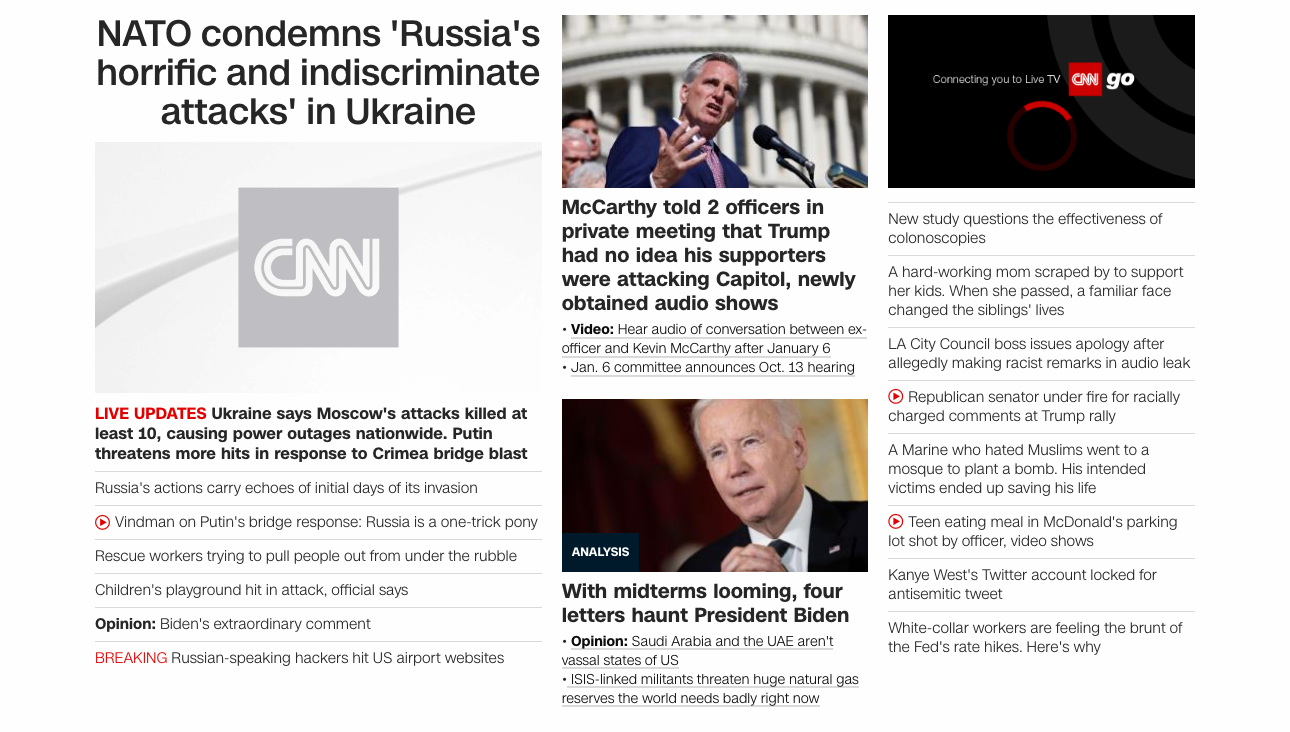 NATO condemns 'Russia's
horrific and indiscriminate
attacks' in Ukraine
CNN
LIVE UPDATES Ukraine says Moscow's attacks killed at
least 10, causing power outages nationwide. Putin
threatens more hits in response to Crimea bridge blast
Russia's actions carry echoes of initial days of its invasion
Vindman on Putin's bridge response: Russia is a one-trick pony
Rescue workers trying to pull people out from under the rubble
Children's playground hit in attack, official says
Opinion: Biden's extraordinary comment
BREAKING Russian-speaking hackers hit US airport websites
McCarthy told 2 officers in
private meeting that Trump
had no idea his supporters
were attacking Capitol, newly
obtained audio shows
• Video: Hear audio of conversation between ex-
officer and Kevin McCarthy after January 6
• Jan. 6 committee announces Oct. 13 hearing
ANALYSIS
With midterms looming, four
letters haunt President Biden
• Opinion: Saudi Arabia and the UAE aren't
vassal states of US
• ISIS-linked militants threaten huge natural gas
reserves the world needs badly right now
Connecting you to Live TV CNN go
New study questions the effectiveness of
colonoscopies
A hard-working mom scraped by to support
her kids. When she passed, a familiar face
changed the siblings' lives
LA City Council boss issues apology after
allegedly making racist remarks in audio leak
Republican senator under fire for racially
charged comments at Trump rally
A Marine who hated Muslims went to a
mosque to plant a bomb. His intended
victims ended up saving his life
Teen eating meal in McDonald's parking
lot shot by officer, video shows
Kanye West's Twitter account locked for
antisemitic tweet
White-collar workers are feeling the brunt of
the Fed's rate hikes. Here's why